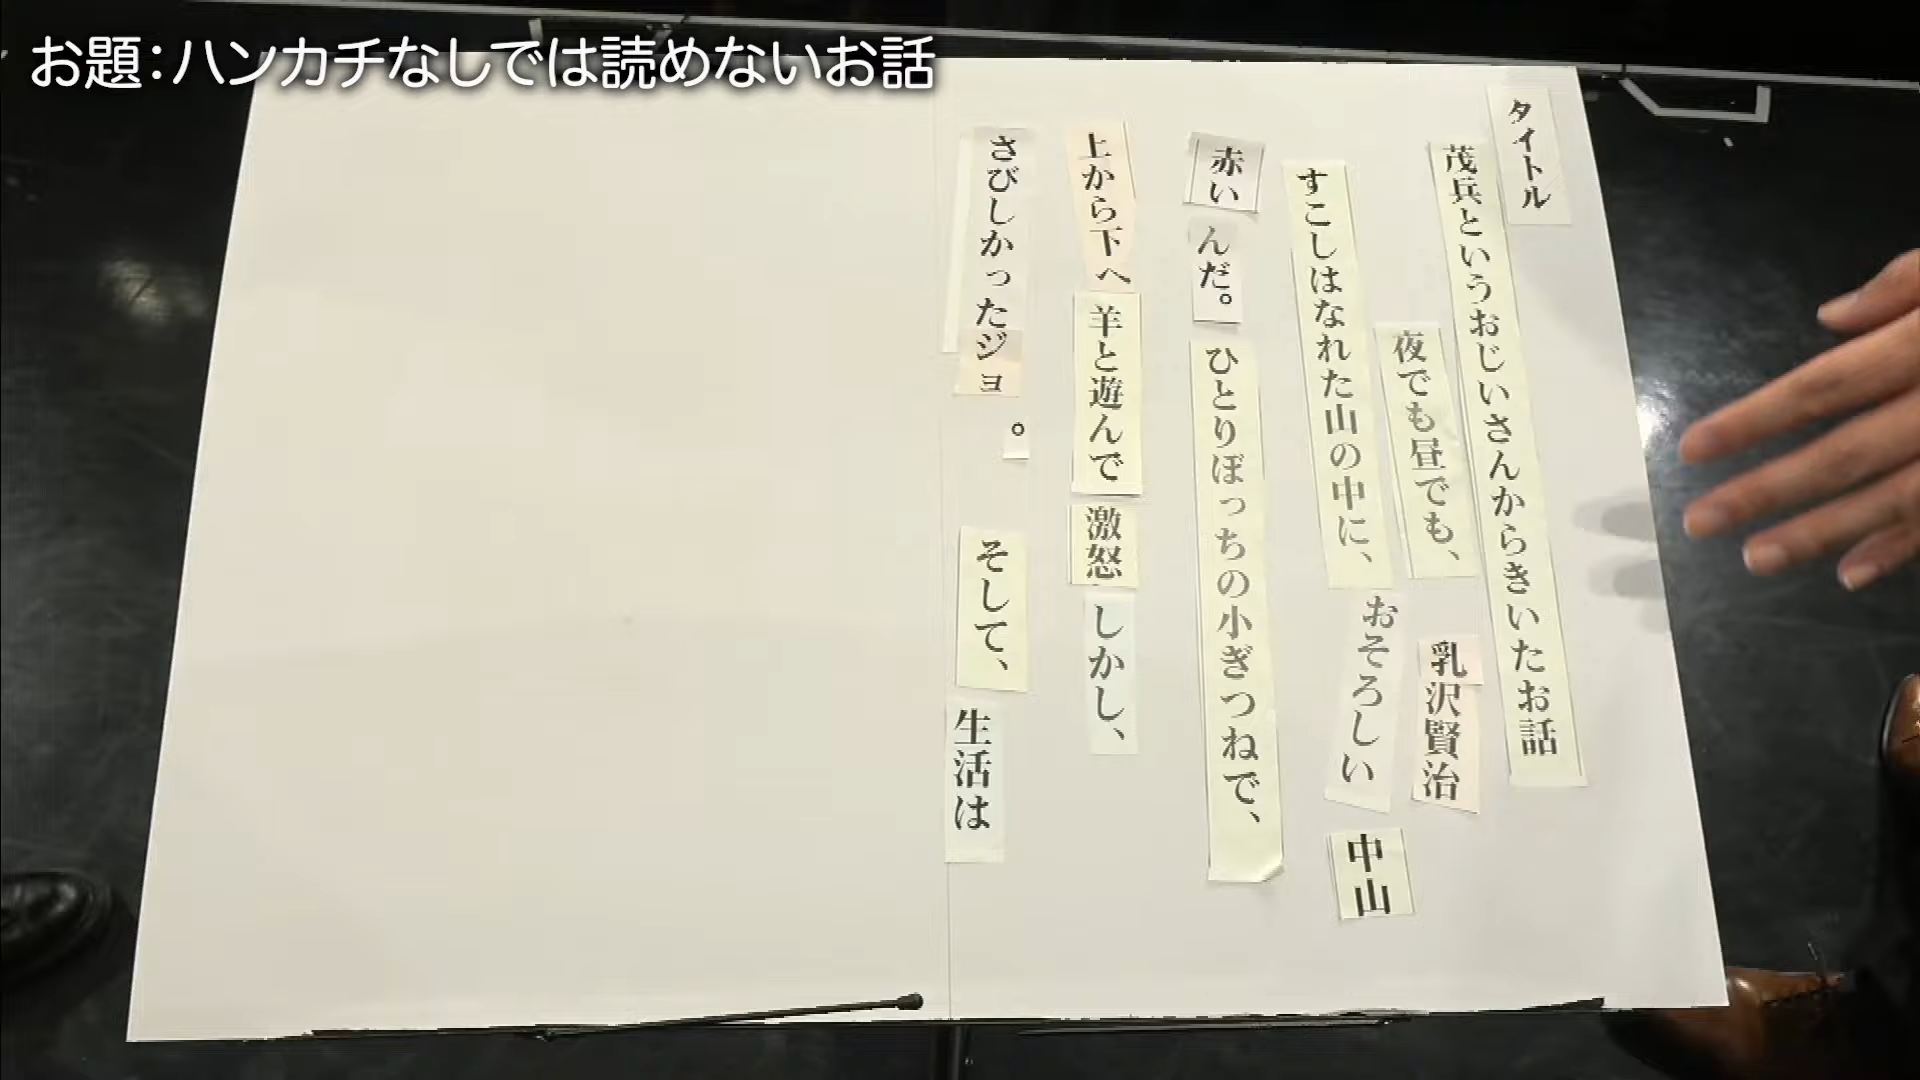 お題：ハンカチなしでは読めないお話
タイトル
茂兵というおじいさんからきいたお話
夜でも昼でも、
乳沢賢治
すこしはなれた山の中に、おそろしい中山
赤いんだ。ひとりぼっちの小ぎつねで、
上から下へ羊と遊んで激怒しかし、
さびしかったジョ。そして、生活は